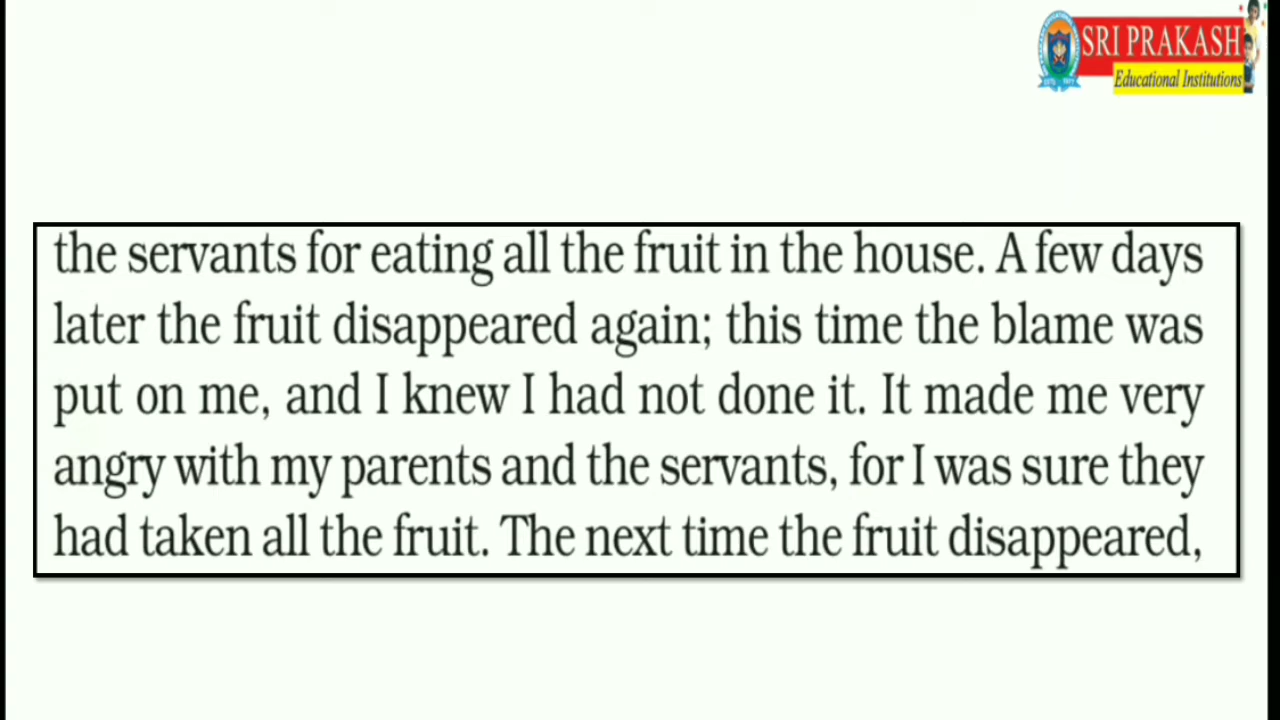 SRI PRAKASH
Educational Institutions
the servants for eating all the fruit in the house. A few days
later the fruit disappeared again; this time the blame was
put on me, and I knew I had not done it. It made me very
angry with my parents and the servants, for I was sure they
had taken all the fruit. The next time the fruit disappeared,